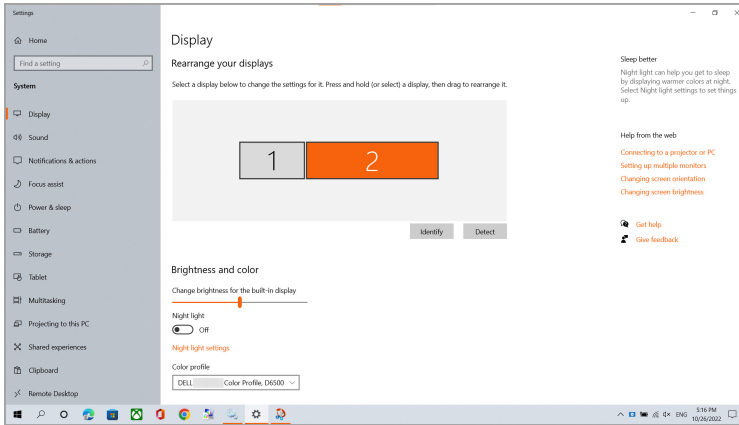 Settings
Home
Find a setting
System
Display
Sound
Notifications & actions
Focus assist
Power & sleep
Battery
Storage
Tablet
Multitasking
Projecting to this PC
Shared experiences
Clipboard
Remote Desktop
Display
Rearrange your displays
Select a display below to change the settings for it. Press and hold (or select) a display, then drag to rearrange it.
1
2
Identify
Detect
Brightness and color
Change brightness for the built-in display
Night light
Off
Night light settings
Color profile
DELL Color Profile, D6500
Sleep better
Night light can help you get to sleep
by displaying warmer colors at night.
Select Night light settings to set things
up.
Help from the web
Connecting to a projector or PC
Setting up multiple monitors
Changing screen orientation
Changing screen brightness
Get help
Give feedback
ENG
5:16 PM
10/26/2022